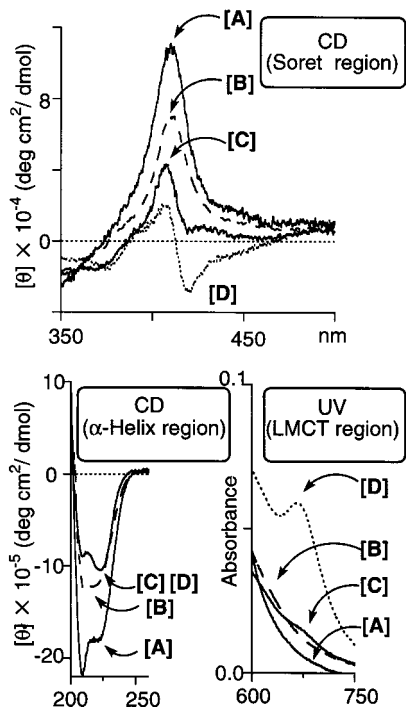 [A]
CD
(Soret region)
[B]
[C]
[D]
[θ] × 10⁻⁴ (deg cm²/ dmol)
8
0
350
450
nm
CD
(α-Helix region)
[θ} × 10⁻⁵ (deg cm²/ dmol)
10
0
-10
-20
[C] [D]
[B]
[A]
200
260
UV
(LMCT region)
Absorbance
0.1
0.0
[D]
[B]
[C]
[A]
600
750